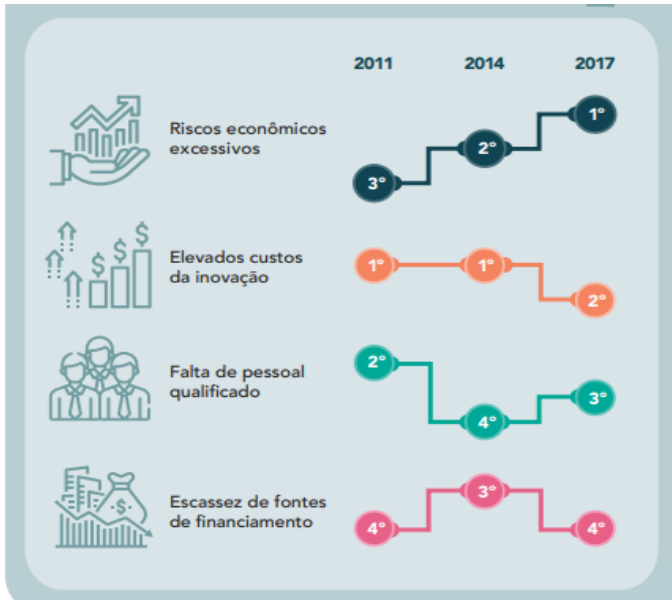 2011 2014 2017
Riscos econômicos
excessivos
3º 2º 1º
Elevados custos
da inovação
1º 1º 2º
Falta de pessoal
qualificado
2º 4º 3º
Escassez de fontes
de financiamento
4º 3º 4º
$ $ $
$